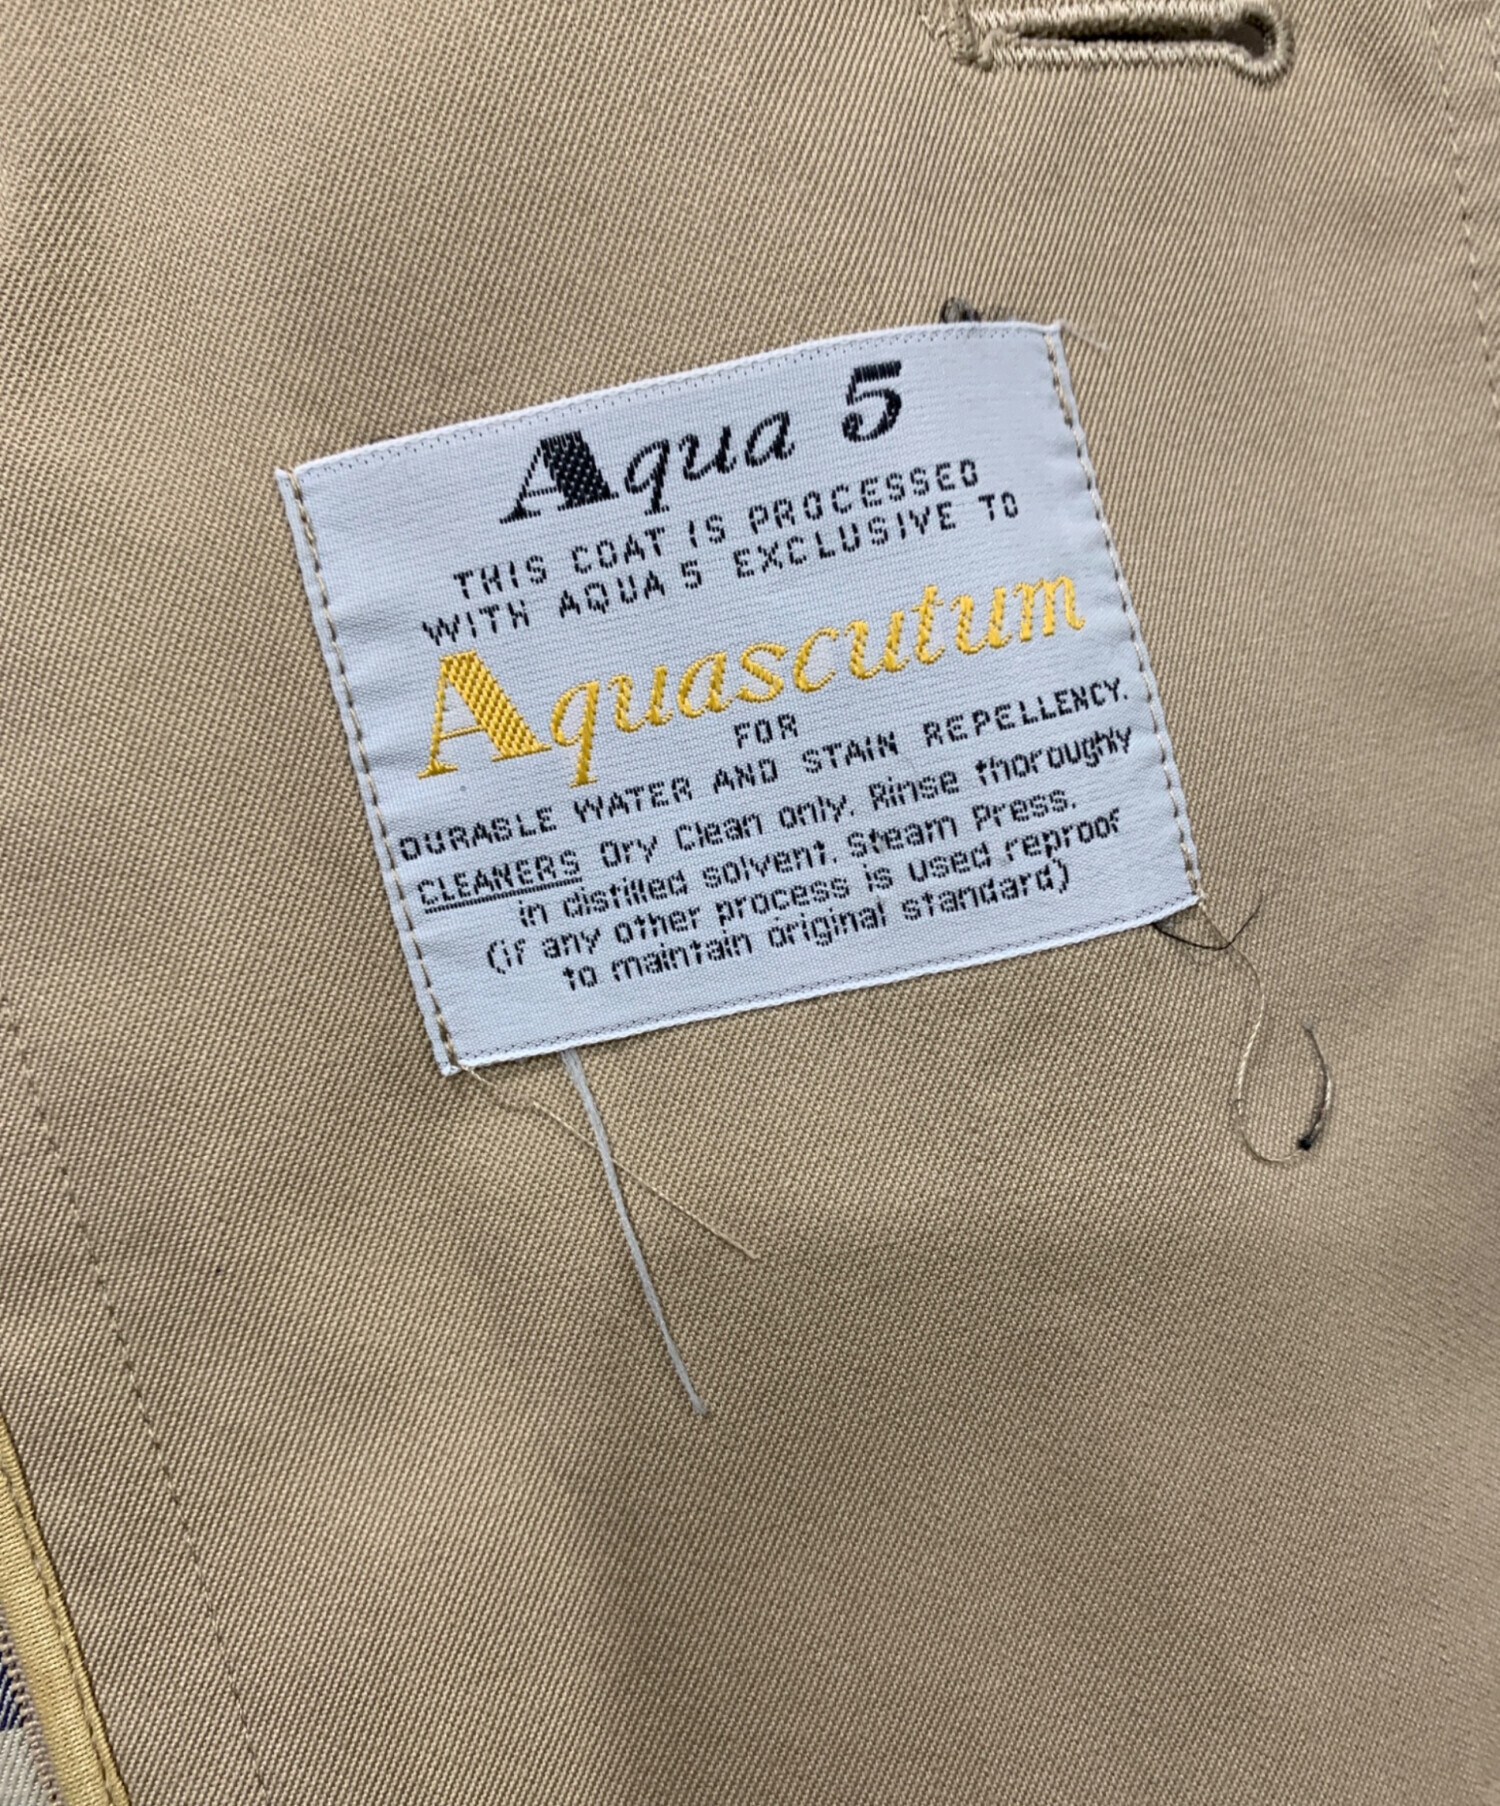 Aqua 5
THIS COAT IS PROCESSED
WITH AQUA 5 EXCLUSIVE TO
Aquascutum
FOR
DURABLE WATER AND STAIN REPELLENCY.
CLEANERS Dry Clean only. Rinse thoroughly
in distilled solvent. Steam Press.
(if any other process is used reproof
to maintain original standard)